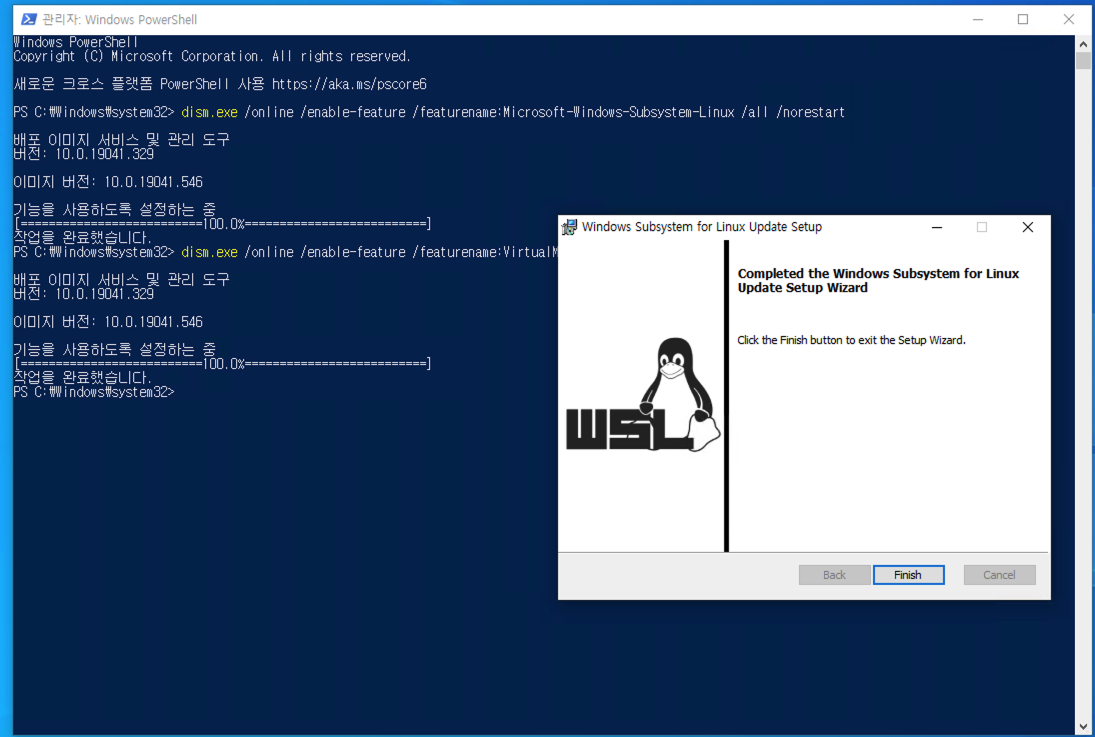 관리자: Windows PowerShell
Windows PowerShell
Copyright (C) Microsoft Corporation. All rights reserved.
새로운 크로스 플랫폼 PowerShell 사용 https://aka.ms/pscore6
PS C:₩Windows₩system32> dism.exe /online /enable-feature /featurename:Microsoft-Windows-Subsystem-Linux /all /norestart
배포 이미지 서비스 및 관리 도구
버전: 10.0.19041.329
이미지 버전: 10.0.19041.546
기능을 사용하도록 설정하는 중
[==========================100.0%==========================]
작업을 완료했습니다.
PS C:₩Windows₩system32> dism.exe /online /enable-feature /featurename:VirtualM
배포 이미지 서비스 및 관리 도구
버전: 10.0.19041.329
이미지 버전: 10.0.19041.546
기능을 사용하도록 설정하는 중
[==========================100.0%==========================]
작업을 완료했습니다.
PS C:₩Windows₩system32>
Windows Subsystem for Linux Update Setup
Completed the Windows Subsystem for Linux
Update Setup Wizard
Click the Finish button to exit the Setup Wizard.
WSL
Back
Finish
Cancel